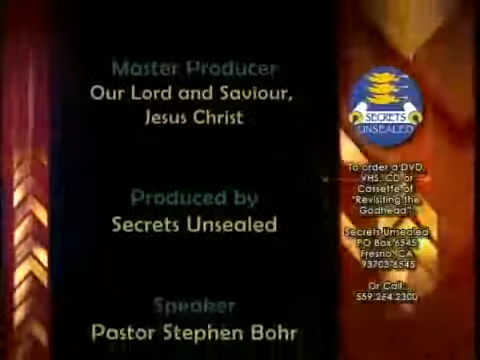 Master Producer
Our Lord and Saviour,
Jesus Christ
Produced by
Secrets Unsealed
Speaker
Pastor Stephen Bohr
SECRETS
UNSEALED
To order a DVD,
VHS, CD or
Cassette of
"Revisiting the
Godhead":
Secrets Unsealed
PO Box 6545
Fresno, CA
93703-6545
Or Call:
559.264.2300